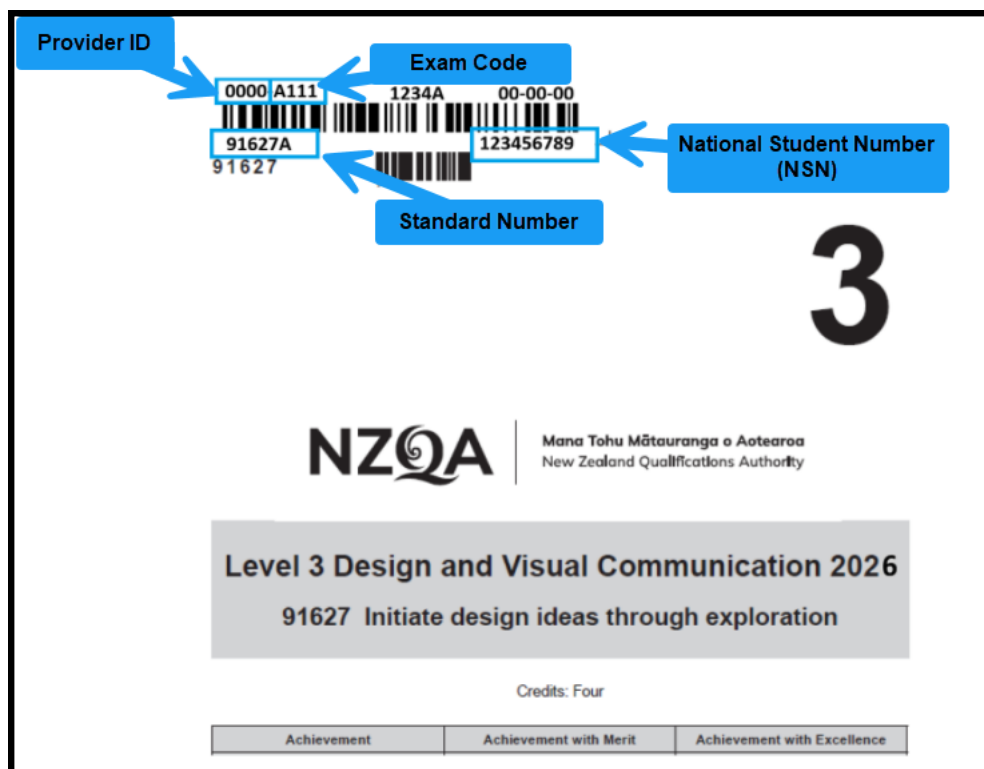 Provider ID
Exam Code
0000 A111 1234A 00-00-00
91627A 123456789
91627
National Student Number
(NSN)
Standard Number
3
NZQA
Mana Tohu Mātauranga o Aotearoa
New Zealand Qualifications Authority
Level 3 Design and Visual Communication 2026
91627 Initiate design ideas through exploration
Credits: Four
Achievement Achievement with Merit Achievement with Excellence